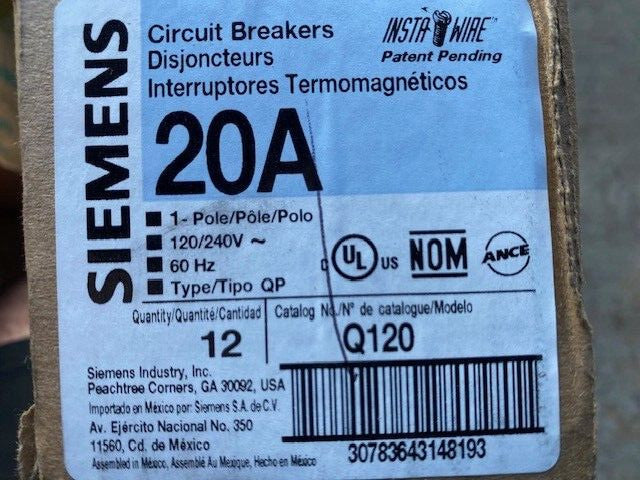 SIEMENS
Circuit Breakers
Disjoncteurs
Interruptores Termomagnéticos
INSTA WIRE™
Patent Pending
20A
1- Pole/Pôle/Polo
120/240V ~
60 Hz
Type/Tipo QP
C UL US NOM ANCE
Quantity/Quantité/Cantidad
12
Catalog No./N° de catalogue/Modelo
Q120
Siemens Industry, Inc.
Peachtree Corners, GA 30092, USA
Importado en México por: Siemens S.A. de C.V.
Av. Ejército Nacional No. 350
11560, Cd. de México
Assembled in México, Assemblé Au Mexique, Hecho en México
30783643148193